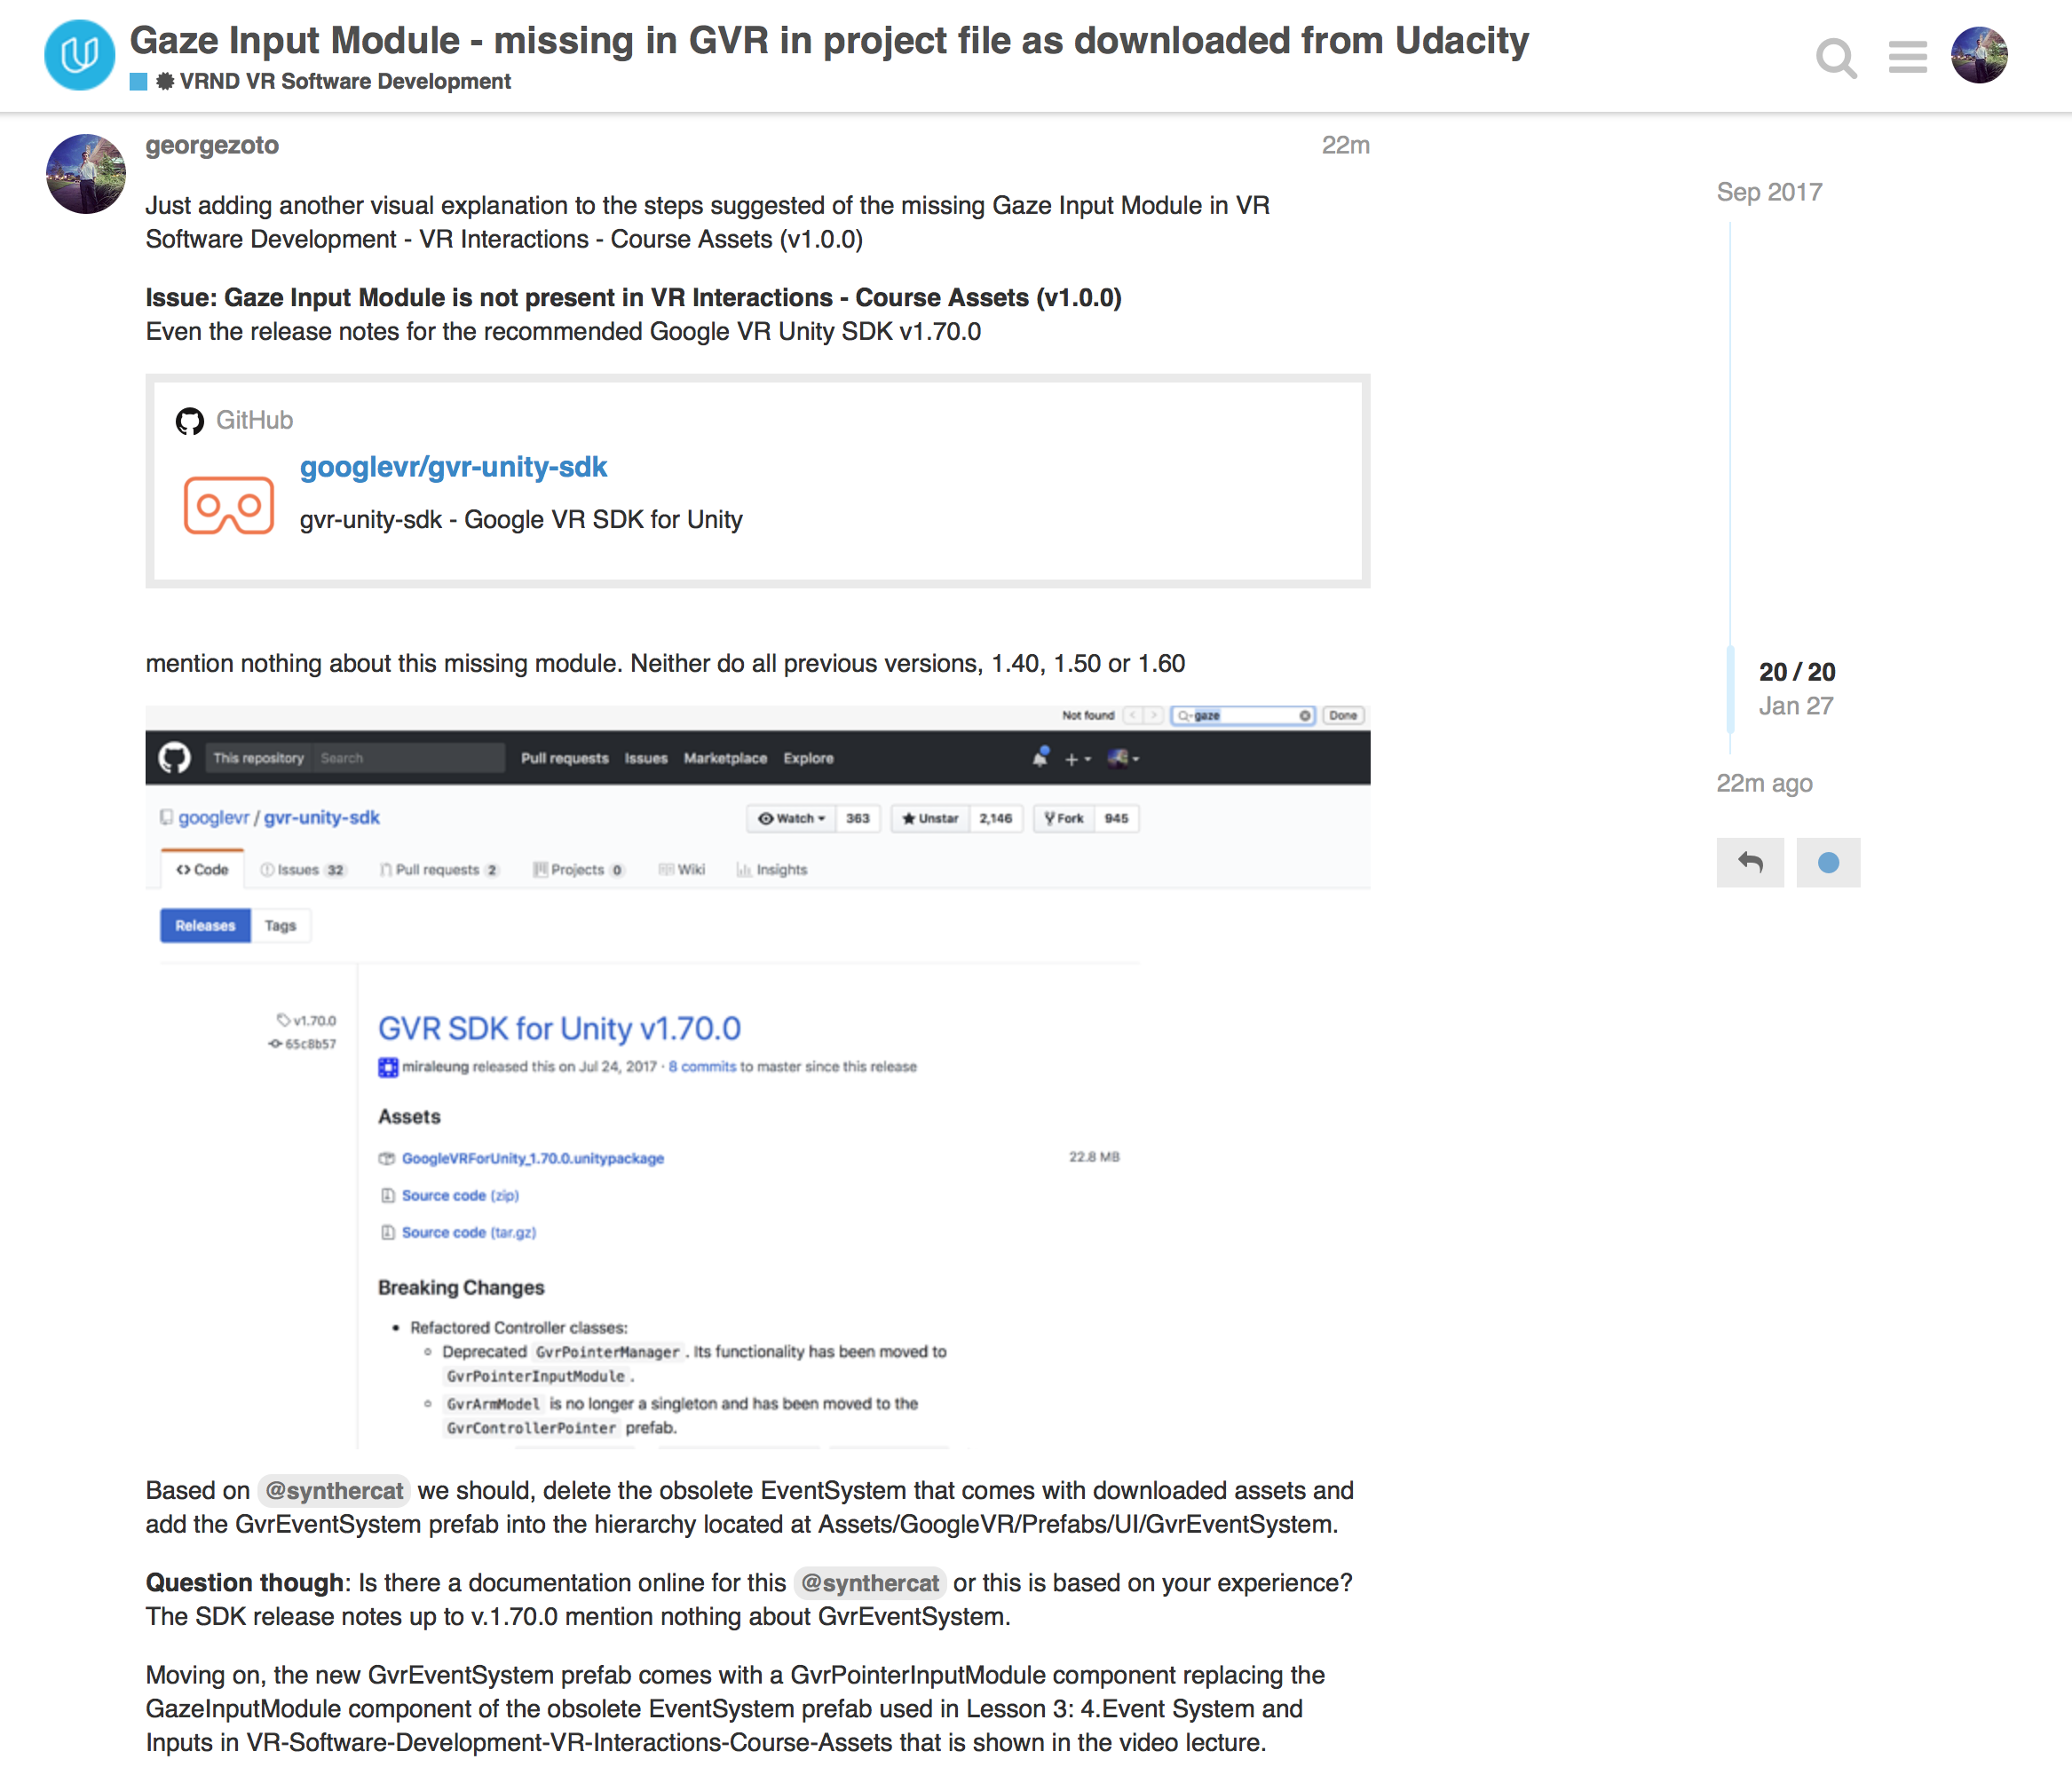 Gaze Input Module - missing in GVR in project file as downloaded from Udacity
VRND VR Software Development
georgezoto
22m
Just adding another visual explanation to the steps suggested of the missing Gaze Input Module in VR
Software Development - VR Interactions - Course Assets (v1.0.0)
Issue: Gaze Input Module is not present in VR Interactions - Course Assets (v1.0.0)
Even the release notes for the recommended Google VR Unity SDK v1.70.0
GitHub
googlevr/gvr-unity-sdk
gvr-unity-sdk - Google VR SDK for Unity
mention nothing about this missing module. Neither do all previous versions, 1.40, 1.50 or 1.60
Not found gaze Done
This repository Search Pull requests Issues Marketplace Explore
googlevr / gvr-unity-sdk Watch 363 Unstar 2,146 Fork 945
Code Issues 32 Pull requests 2 Projects 0 Wiki Insights
Releases Tags
v1.70.0
65c8b57
GVR SDK for Unity v1.70.0
miraleung released this on Jul 24, 2017 · 8 commits to master since this release
Assets
GoogleVRForUnity_1.70.0.unitypackage 22.8 MB
Source code (zip)
Source code (tar.gz)
Breaking Changes
• Refactored Controller classes:
Deprecated GvrPointerManager . Its functionality has been moved to
GvrPointerInputModule .
GvrArmModel is no longer a singleton and has been moved to the
GvrControllerPointer prefab.
Based on @synthercat we should, delete the obsolete EventSystem that comes with downloaded assets and
add the GvrEventSystem prefab into the hierarchy located at Assets/GoogleVR/Prefabs/UI/GvrEventSystem.
Question though: Is there a documentation online for this @synthercat or this is based on your experience?
The SDK release notes up to v.1.70.0 mention nothing about GvrEventSystem.
Moving on, the new GvrEventSystem prefab comes with a GvrPointerInputModule component replacing the
GazeInputModule component of the obsolete EventSystem prefab used in Lesson 3: 4.Event System and
Inputs in VR-Software-Development-VR-Interactions-Course-Assets that is shown in the video lecture.
Sep 2017
20 / 20
Jan 27
22m ago